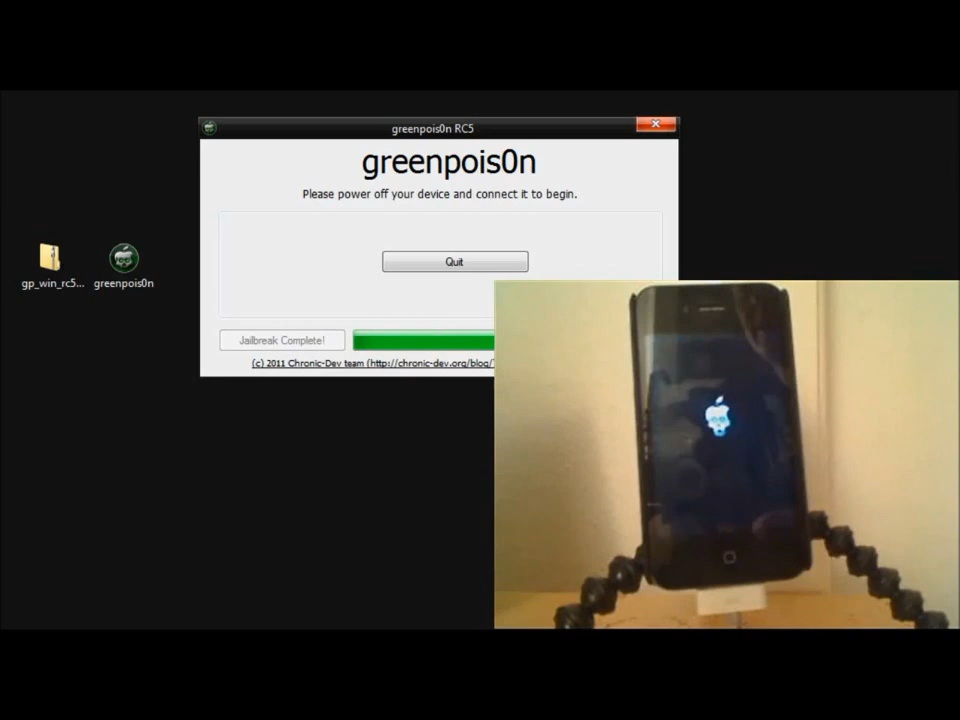 greenpois0n RC5
greenpois0n
Please power off your device and connect it to begin.
Quit
gp_win_rc5...
greenpois0n
Jailbreak Complete!
(c) 2011 Chronic-Dev team (http://chronic-dev.org/blog/